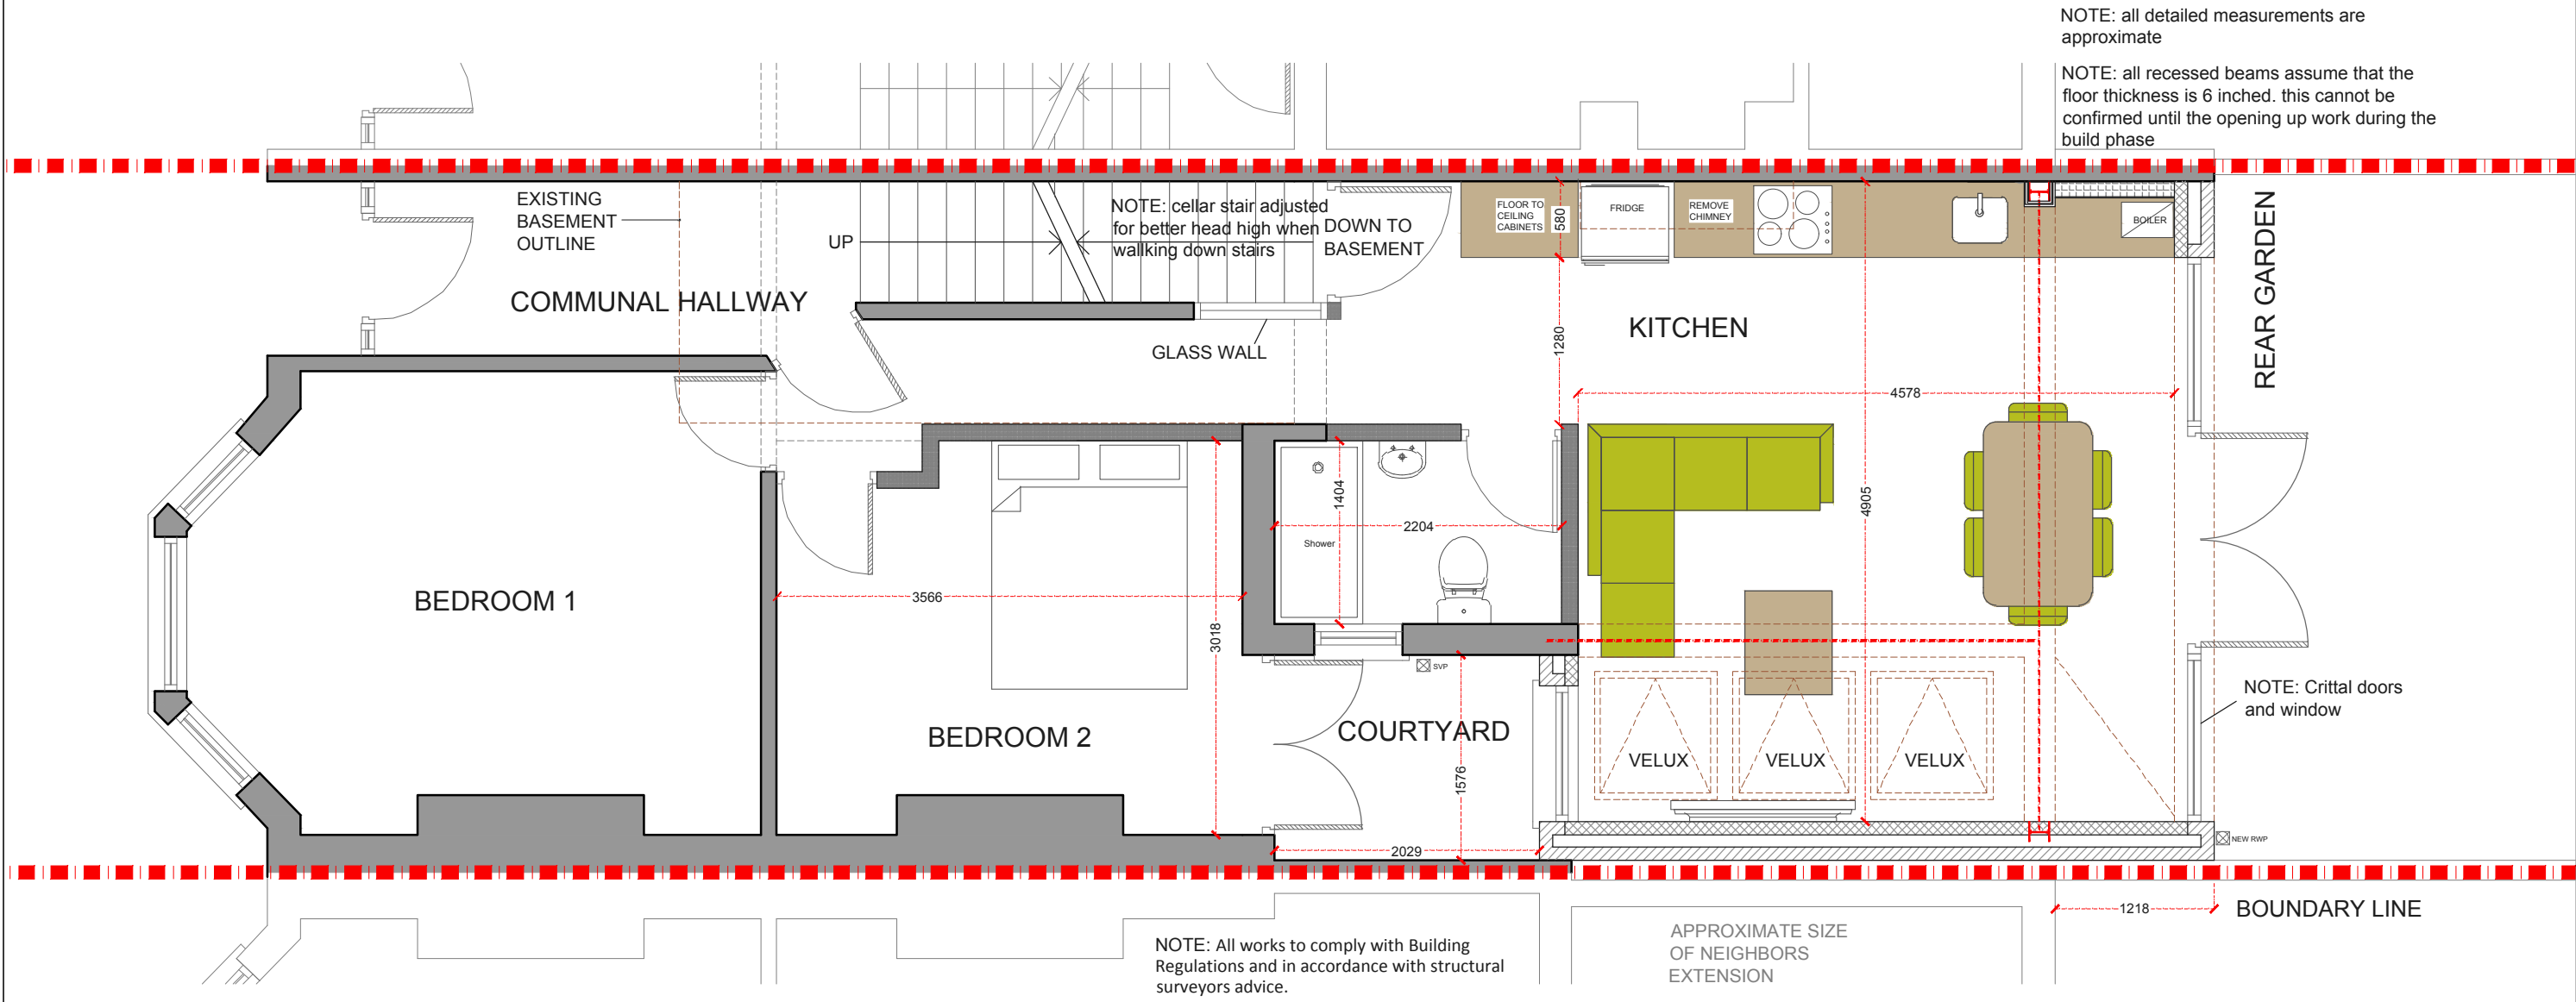 NOTE: all detailed measurements are
approximate
NOTE: all recessed beams assume that the
floor thickness is 6 inched. this cannot be
confirmed until the opening up work during the
build phase
EXISTING
BASEMENT
OUTLINE
UP
NOTE: cellar stair adjusted
for better head high when
wallking down stairs
DOWN TO
BASEMENT
FLOOR TO
CEILING
CABINETS
580
FRIDGE
REMOVE
CHIMNEY
BOILER
REAR GARDEN
COMMUNAL HALLWAY
GLASS WALL
1280
KITCHEN
4578
1404
2204
Shower
4905
BEDROOM 1
3566
3018
SVP
BEDROOM 2
COURTYARD
1576
VELUX
VELUX
VELUX
NOTE: Crittal doors
and window
2029
NEW RWP
1218
BOUNDARY LINE
NOTE: All works to comply with Building
Regulations and in accordance with structural
surveyors advice.
APPROXIMATE SIZE
OF NEIGHBORS
EXTENSION